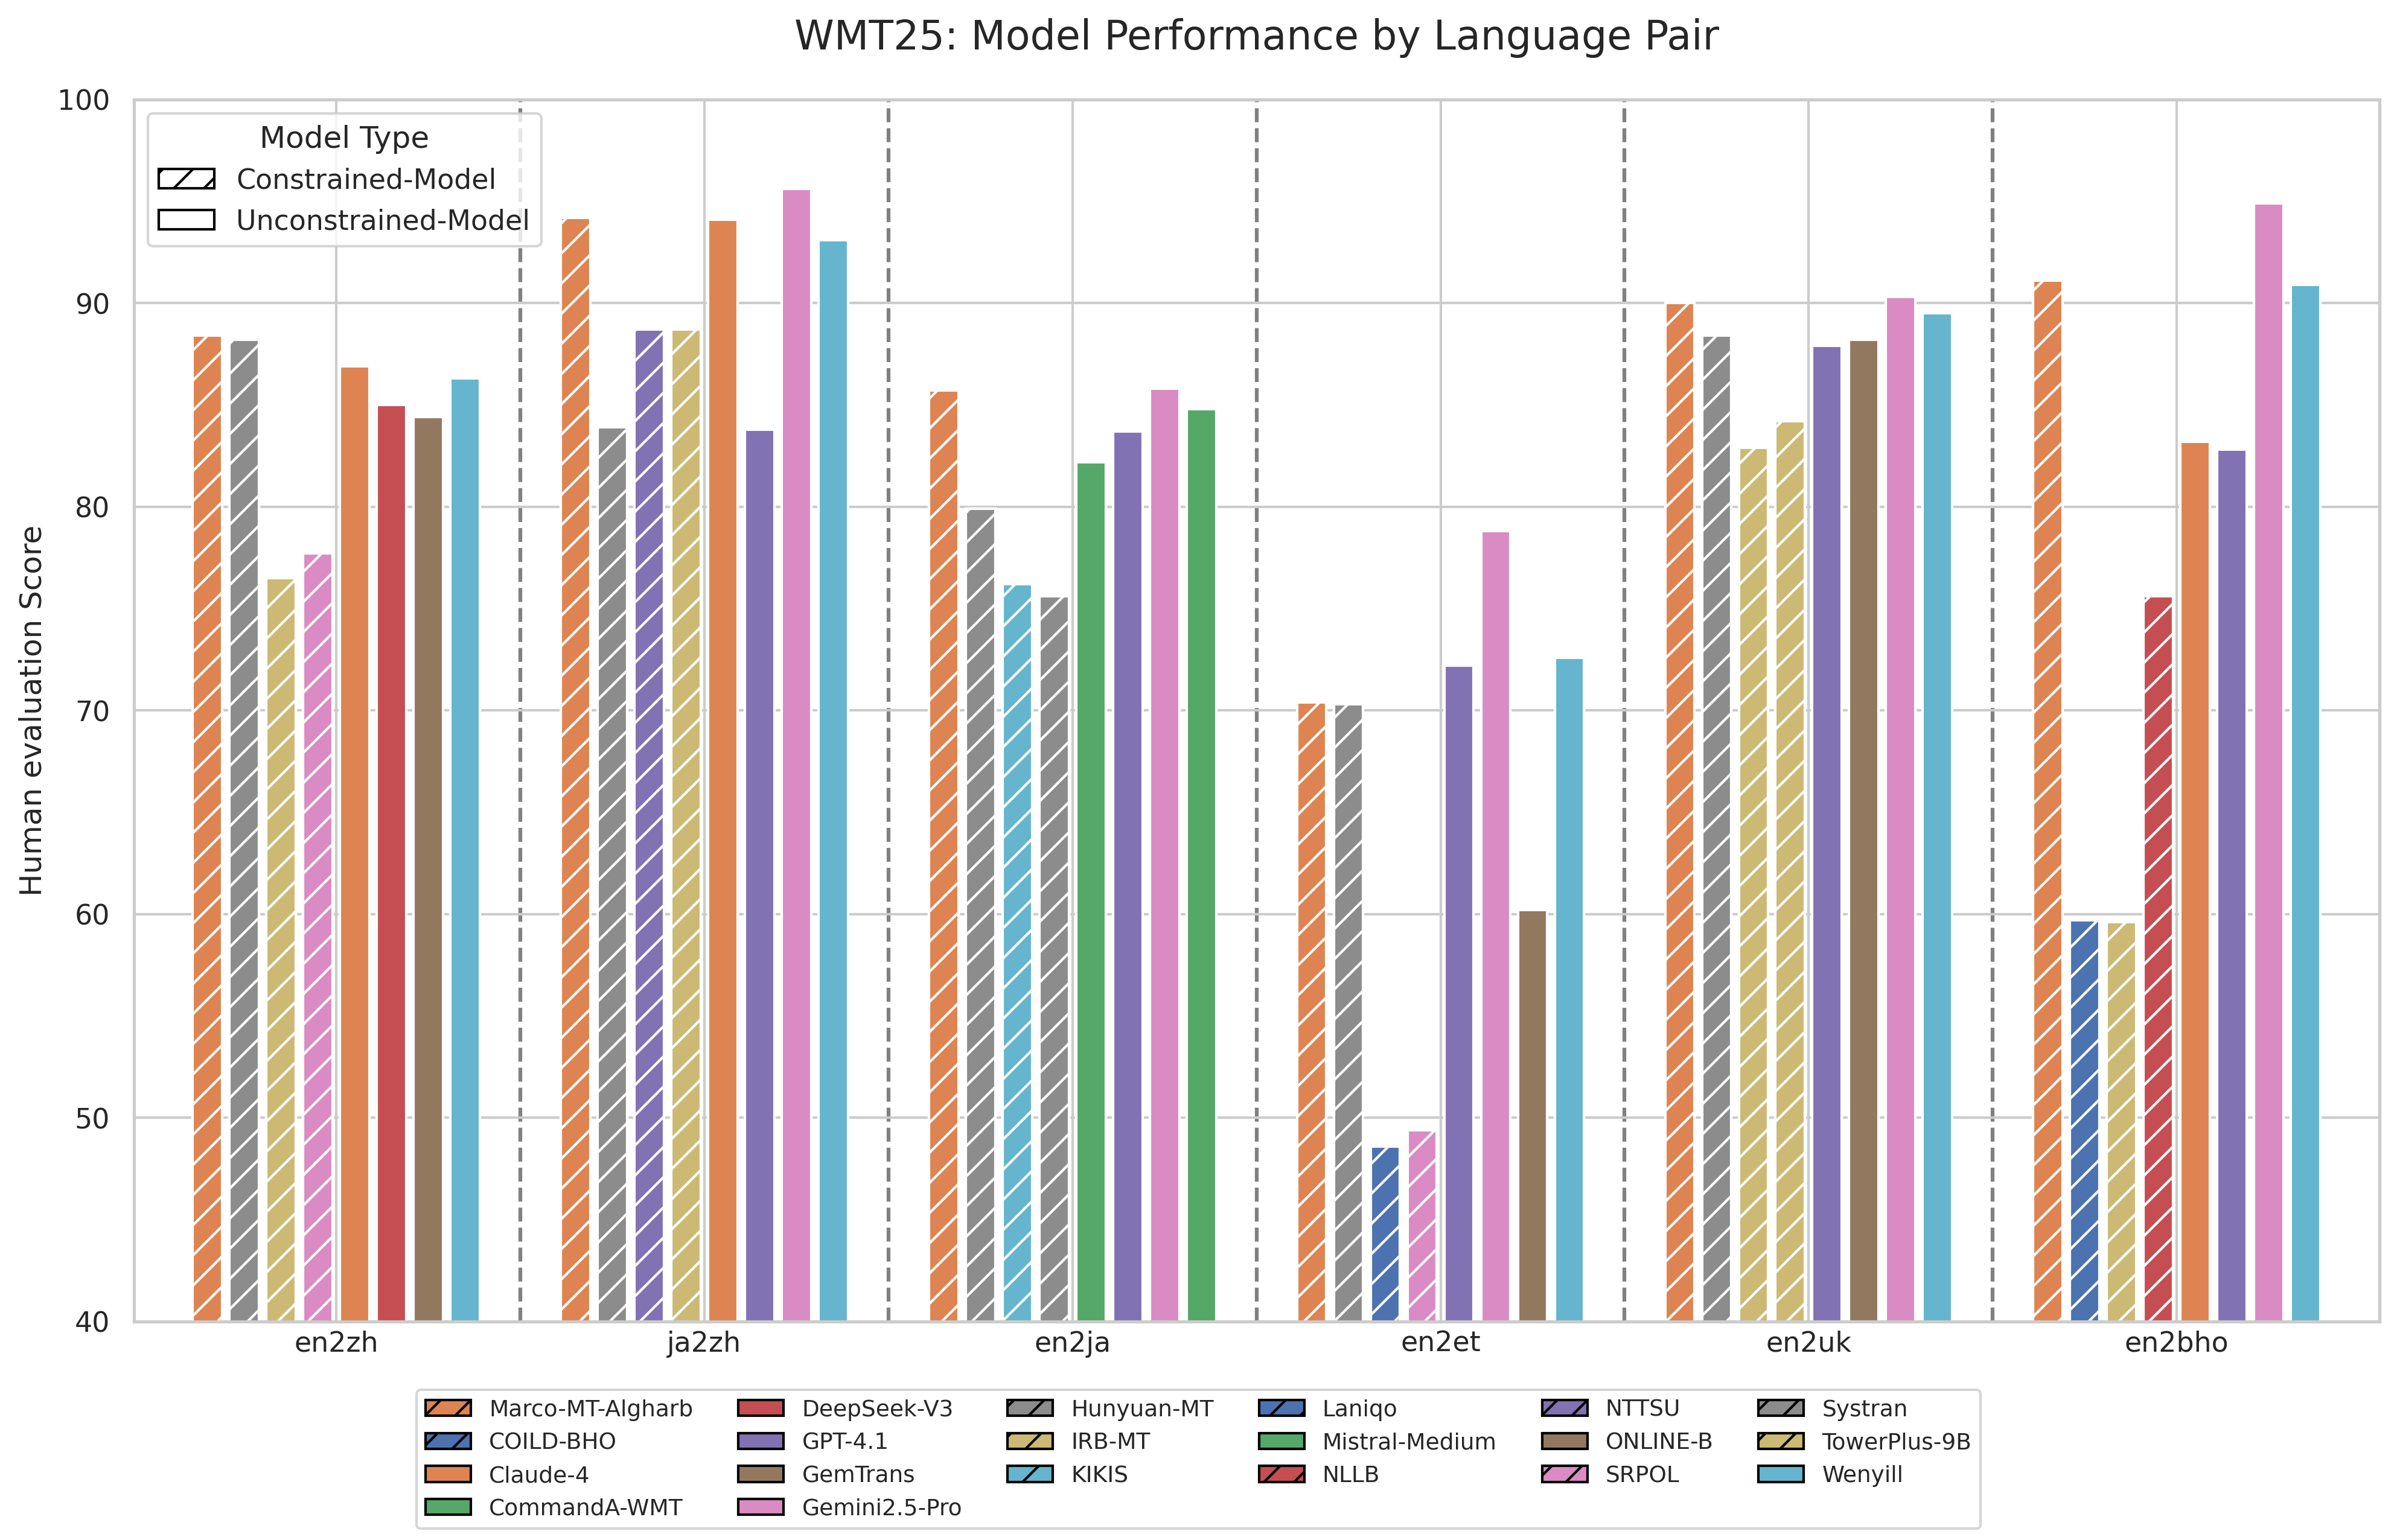 WMT25: Model Performance by Language Pair
Human evaluation Score
100
90
80
70
60
50
40
Model Type
Constrained-Model
Unconstrained-Model
en2zh ja2zh en2ja en2et en2uk en2bho
Marco-MT-Algharb DeepSeek-V3 Hunyuan-MT Laniqo NTTSU Systran
COILD-BHO GPT-4.1 IRB-MT Mistral-Medium ONLINE-B TowerPlus-9B
Claude-4 GemTrans KIKIS NLLB SRPOL Wenyill
CommandA-WMT Gemini2.5-Pro